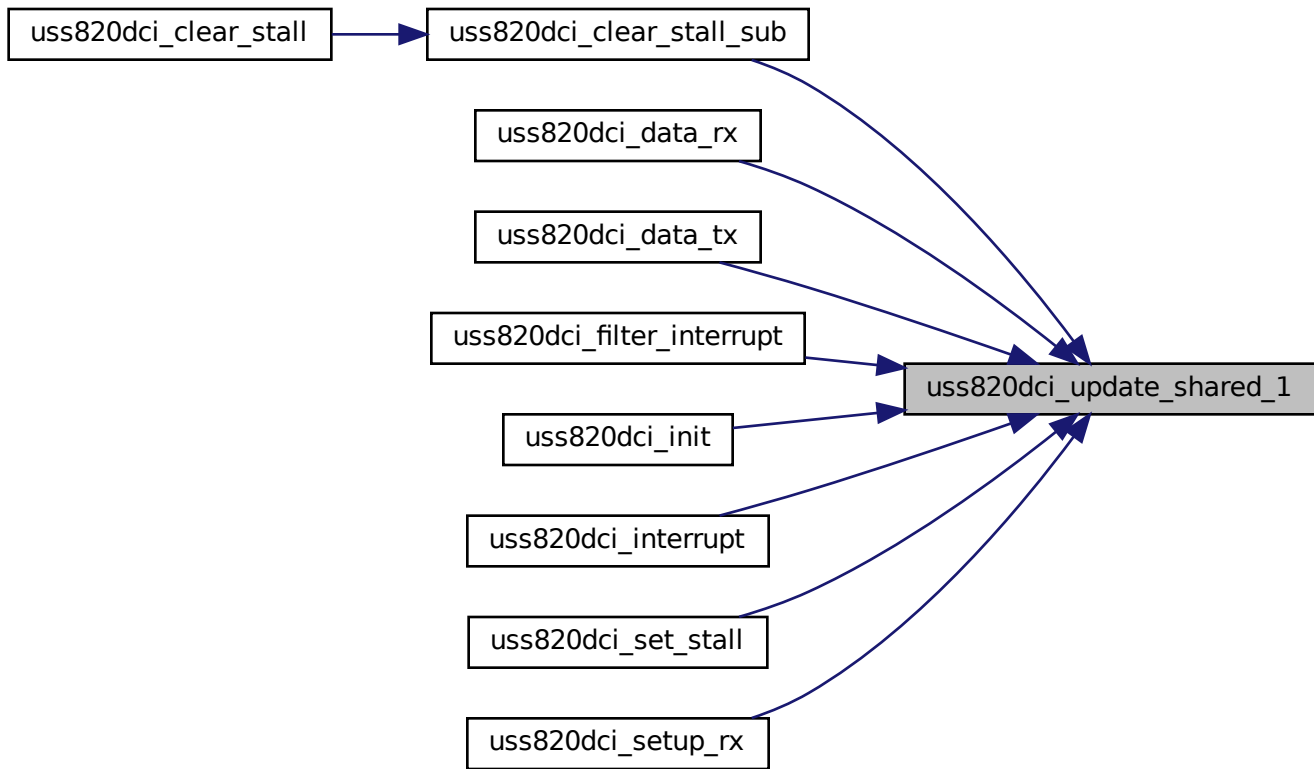 uss820dci_clear_stall
uss820dci_clear_stall_sub
uss820dci_data_rx
uss820dci_data_tx
uss820dci_filter_interrupt
uss820dci_update_shared_1
uss820dci_init
uss820dci_interrupt
uss820dci_set_stall
uss820dci_setup_rx